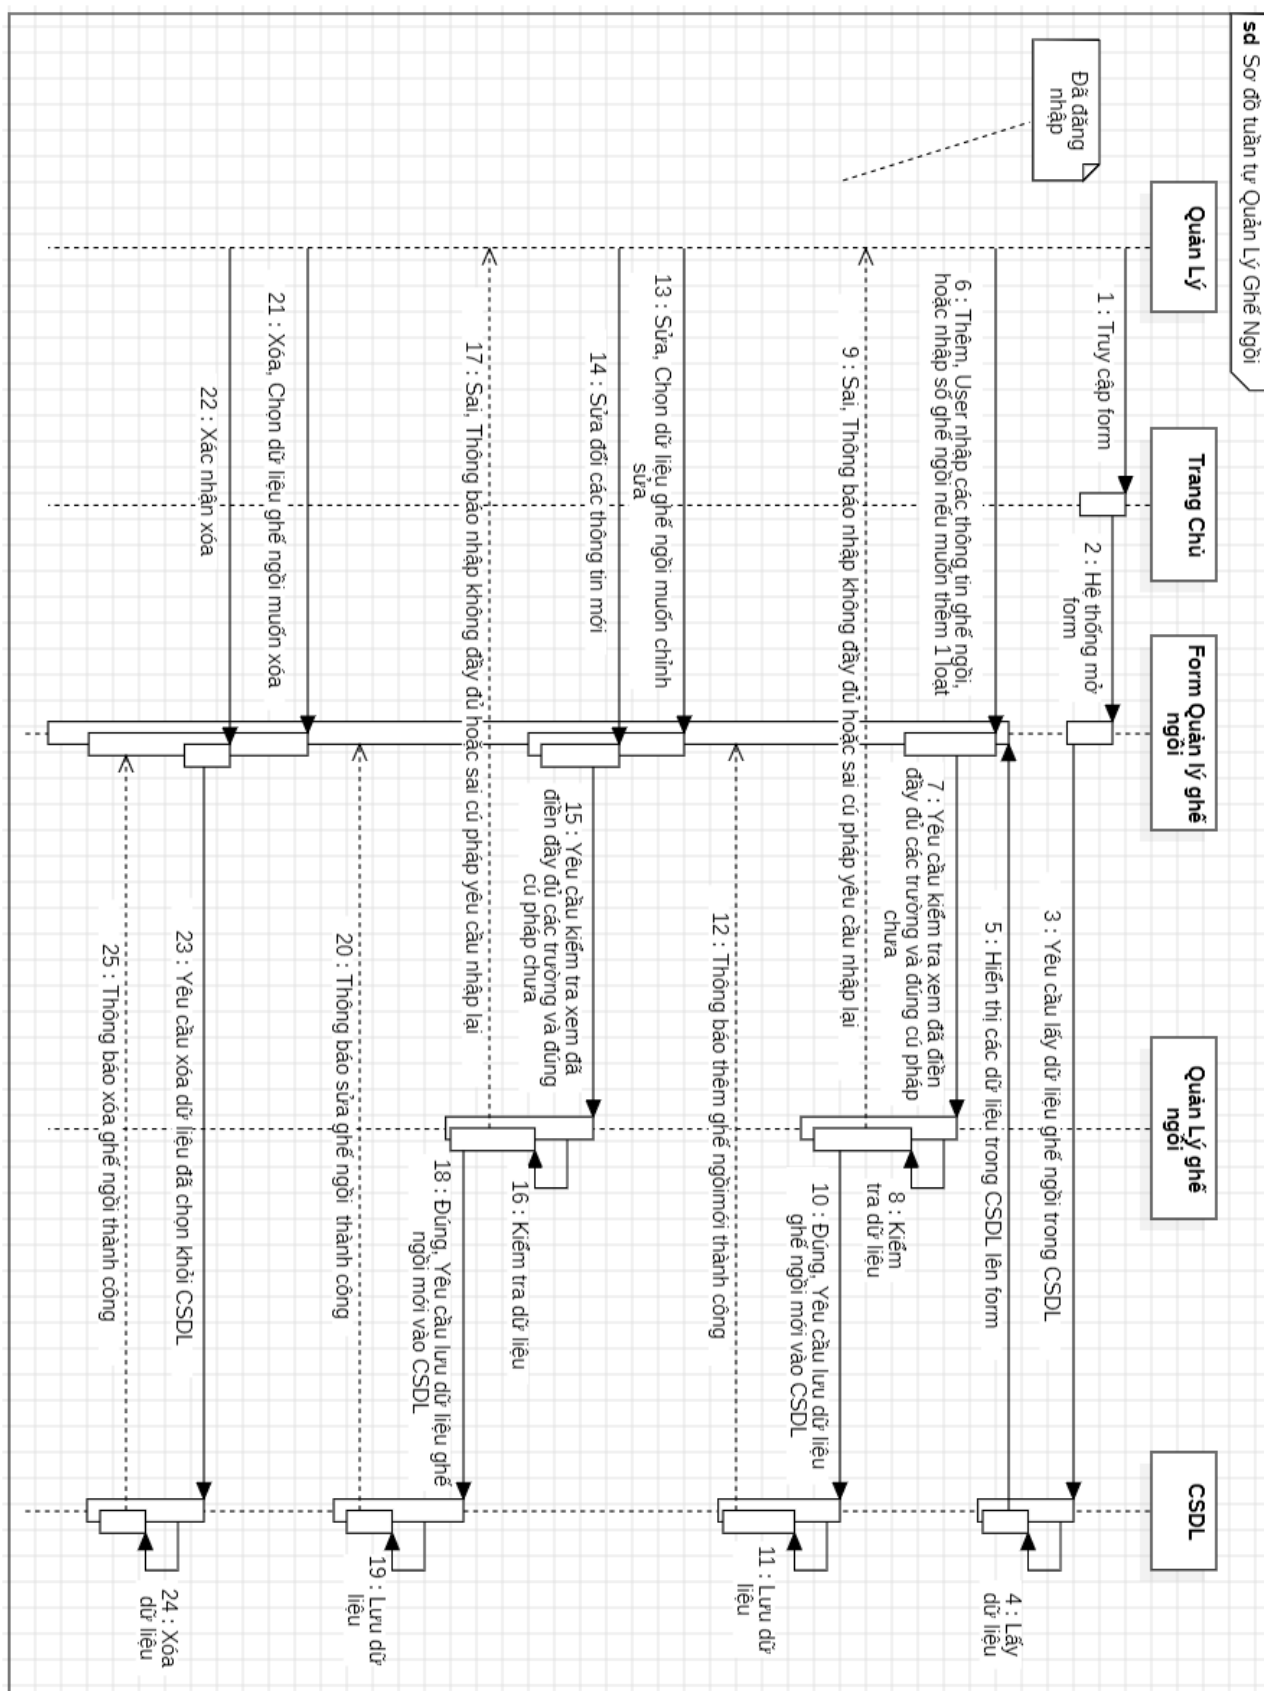 sd Sơ đồ tuần tự Quản Lý Ghế Ngồi
Đã đăng
nhập
Quản Lý
Trang Chủ
Form Quản lý ghế
ngồi
Quản Lý ghế
ngồi
CSDL
1 : Truy cập form
2 : Hệ thống mở
form
3 : Yêu cầu lấy dữ liệu ghế ngồi trong CSDL
4 : Lấy
dữ liệu
5 : Hiển thị các dữ liệu trong CSDL lên form
6 : Thêm, User nhập các thông tin ghế ngồi,
hoặc nhập số ghế ngồi nếu muốn thêm 1 loạt
7 : Yêu cầu kiểm tra xem đã điền
đầy đủ các trường và đúng cú pháp
chưa
8 : Kiểm
tra dữ liệu
9 : Sai, Thông báo nhập không đầy đủ hoặc sai cú pháp yêu cầu nhập lại
10 : Đúng, Yêu cầu lưu dữ liệu
ghế ngồi mới vào CSDL
11 : Lưu dữ
liệu
12 : Thông báo thêm ghế ngồimới thành công
13 : Sửa, Chọn dữ liệu ghế ngồi muốn chỉnh
sửa
14 : Sửa đổi các thông tin mới
15 : Yêu cầu kiểm tra xem đã
điền đầy đủ các trường và đúng
cú pháp chưa
16 : Kiểm tra dữ liệu
17 : Sai, Thông báo nhập không đầy đủ hoặc sai cú pháp yêu cầu nhập lại
18 : Đúng, Yêu cầu lưu dữ liệu ghế
ngồi mới vào CSDL
19 : Lưu dữ
liệu
20 : Thông báo sửa ghế ngồi  thành công
21 : Xóa, Chọn dữ liệu ghế ngồi muốn xóa
22 : Xác nhận xóa
23 : Yêu cầu xóa dữ liệu đã chọn khỏi CSDL
24 : Xóa
dữ liệu
25 : Thông báo xóa ghế ngồi thành công